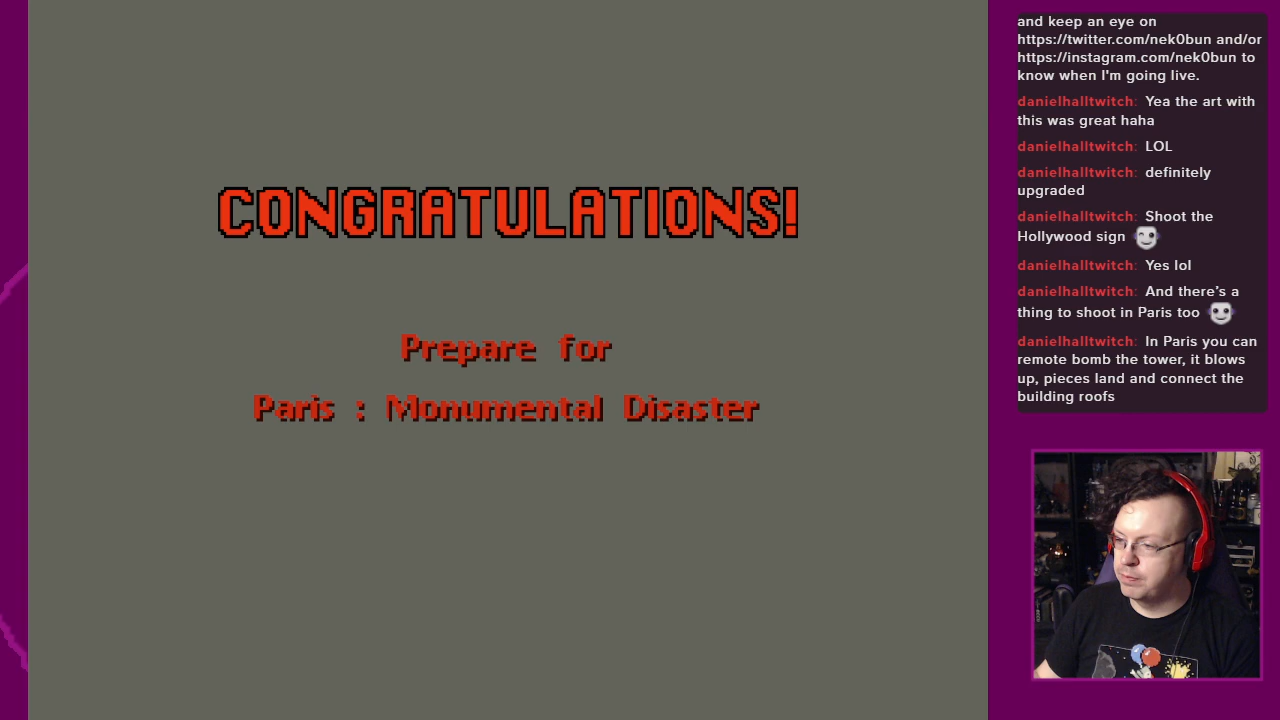 CONGRATULATIONS!
Prepare for
Paris : Monumental Disaster
and keep an eye on
https://twitter.com/nek0bun and/or
https://instagram.com/nek0bun to
know when I'm going live.
danielhalltwitch: Yea the art with
this was great haha
danielhalltwitch: LOL
danielhalltwitch: definitely
upgraded
danielhalltwitch: Shoot the
Hollywood sign
danielhalltwitch: Yes lol
danielhalltwitch: And there's a
thing to shoot in Paris too
danielhalltwitch: In Paris you can
remote bomb the tower, it blows
up, pieces land and connect the
building roofs